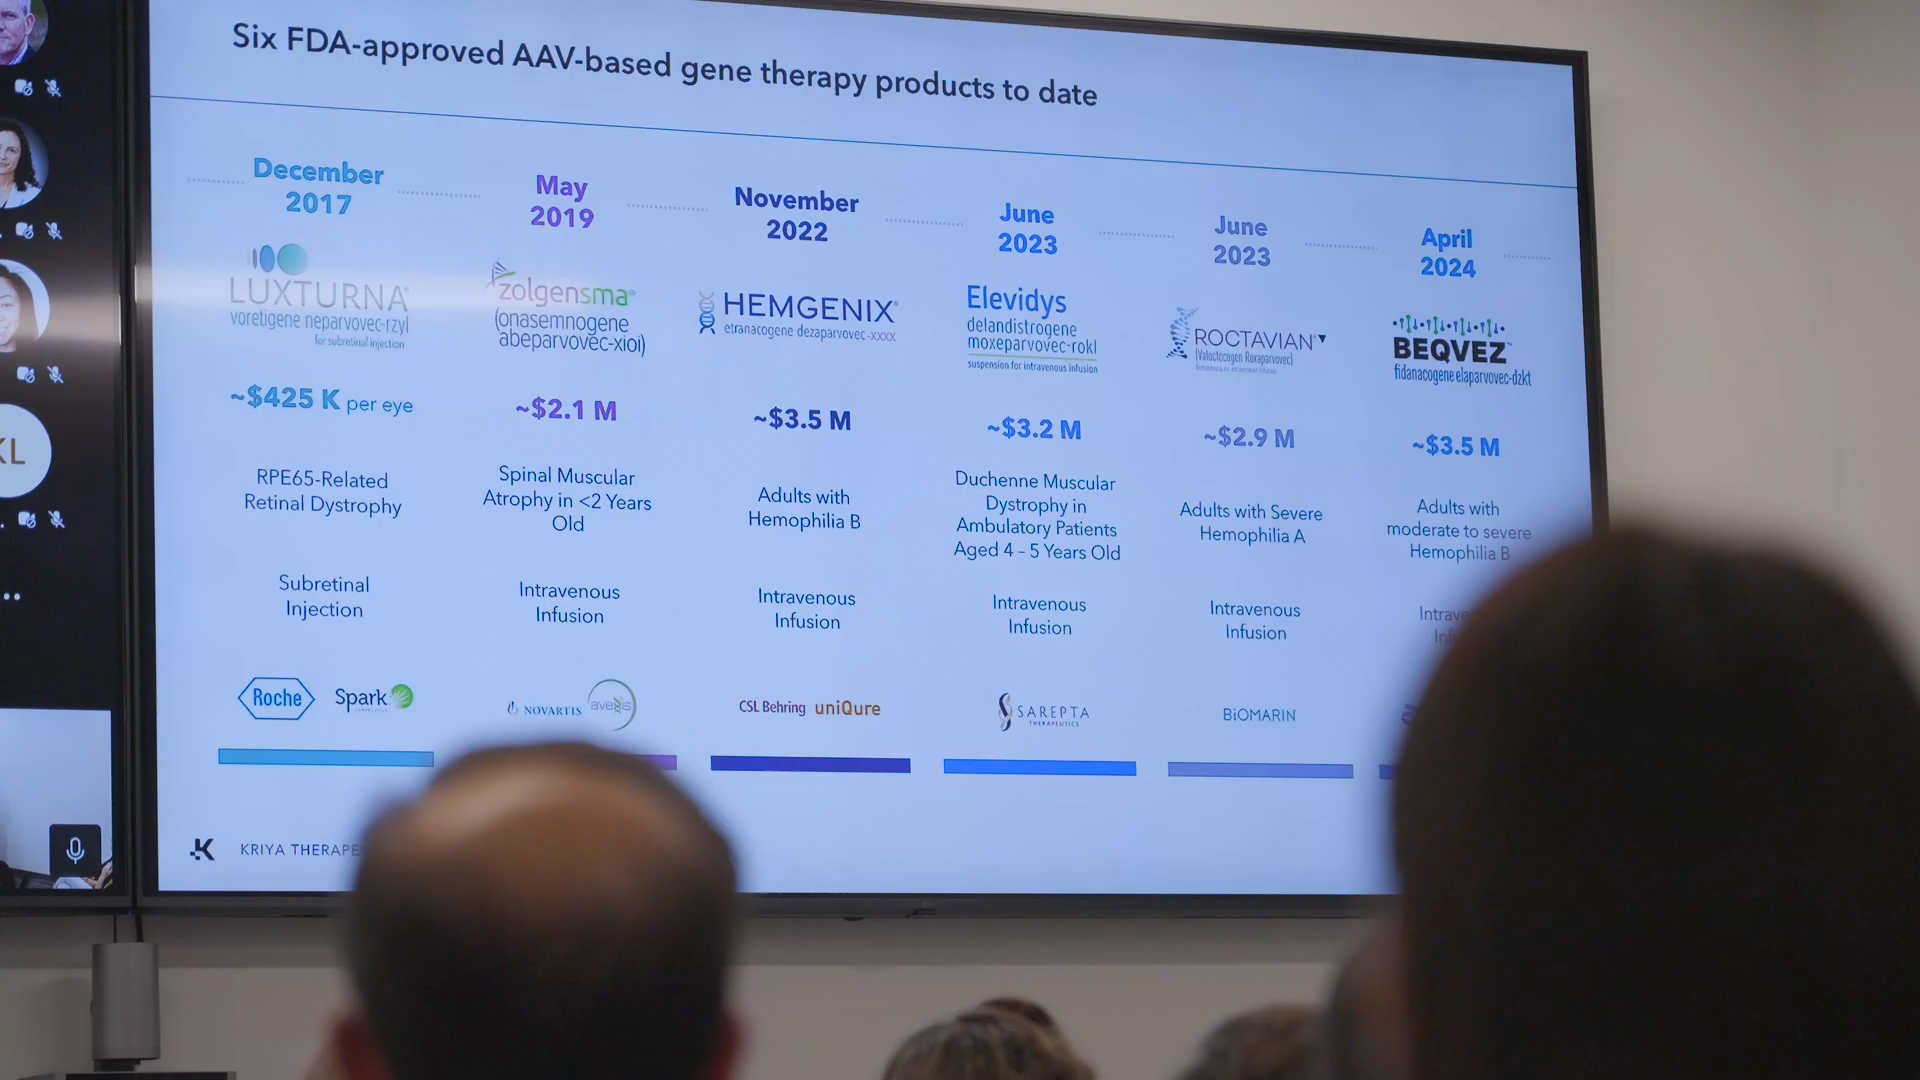 Six FDA-approved AAV-based gene therapy products to date
December
2017
LUXTURNA®
voretigene neparvovec-rzyl
for subretinal injection
~$425 K per eye
RPE65-Related
Retinal Dystrophy
Subretinal
Injection
Roche
Spark
May
2019
zolgensma®
(onasemnogene
abeparvovec-xioi)
~$2.1 M
Spinal Muscular
Atrophy in <2 Years
Old
Intravenous
Infusion
NOVARTIS
avexis
November
2022
HEMGENIX®
etranacogene dezaparvovec-xxxx
~$3.5 M
Adults with
Hemophilia B
Intravenous
Infusion
CSL Behring
uniQure
June
2023
Elevidys
delandistrogene
moxeparvovec-rokl
suspension for intravenous infusion
~$3.2 M
Duchenne Muscular
Dystrophy in
Ambulatory Patients
Aged 4 – 5 Years Old
Intravenous
Infusion
SAREPTA
THERAPEUTICS
June
2023
ROCTAVIAN
~$2.9 M
Adults with Severe
Hemophilia A
Intravenous
Infusion
BiOMARIN
April
2024
BEQVEZ™
fidanacogene elaparvovec-dzkt
~$3.5 M
Adults with
moderate to severe
Hemophilia B
Intrave
Inf
KRIYA THERAPE
KL